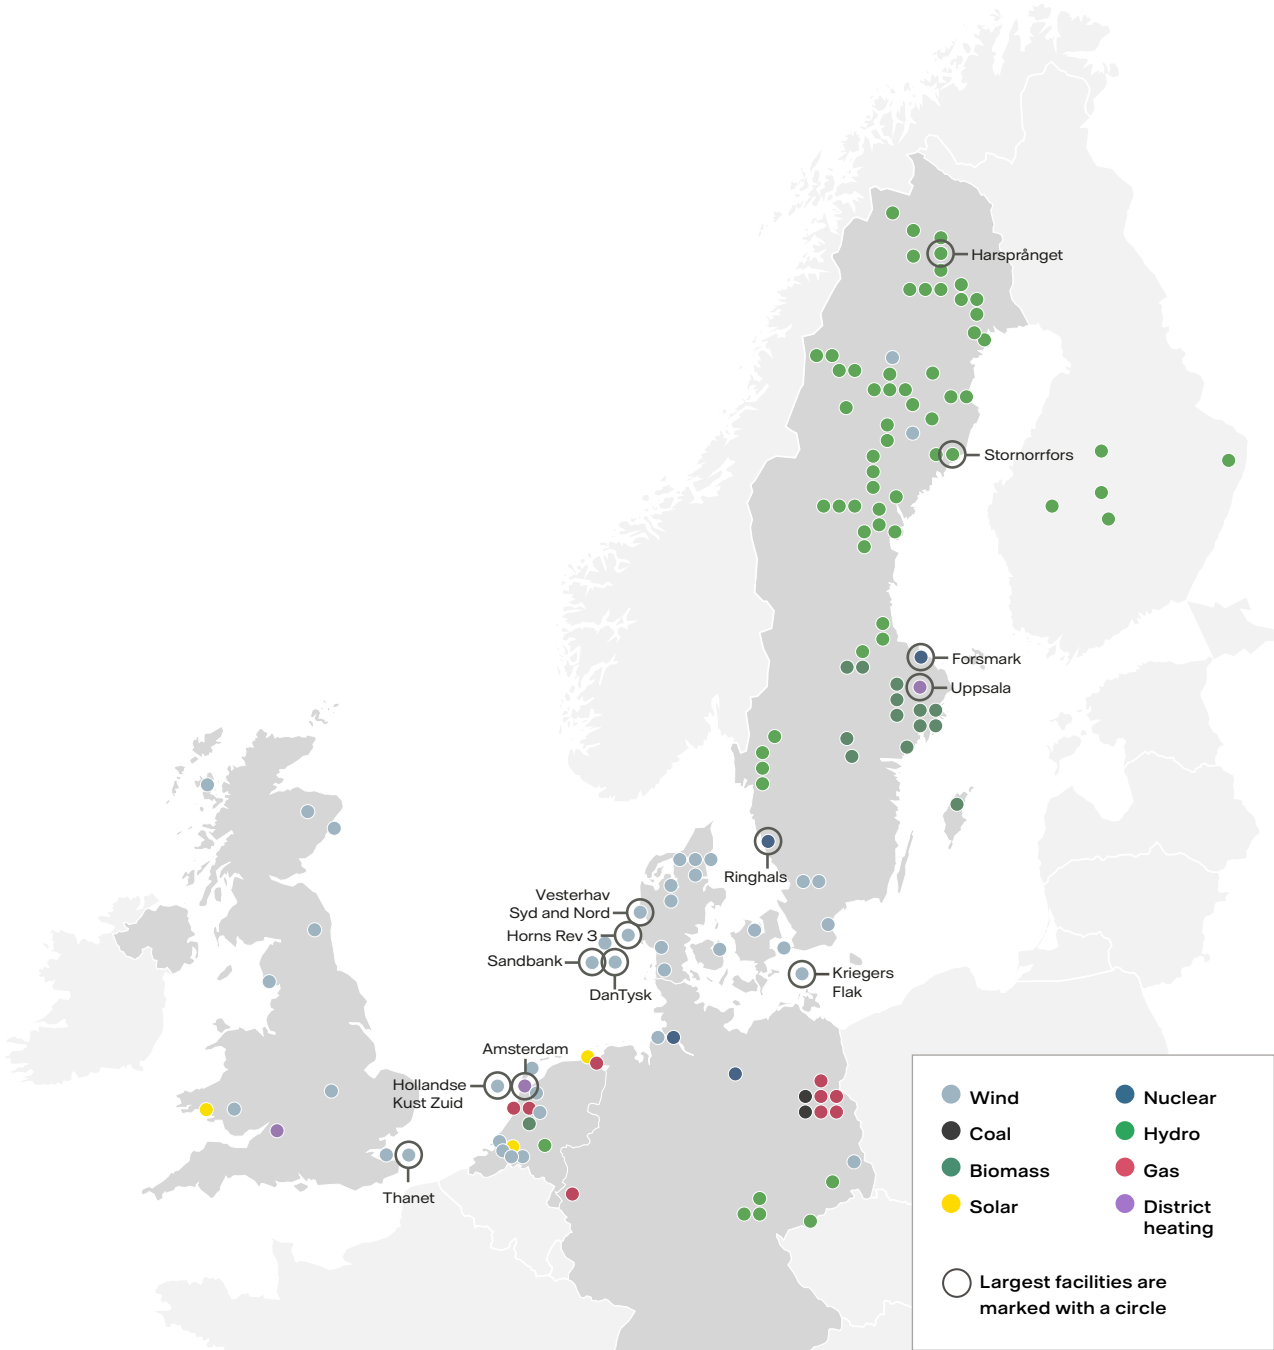 Harsprånget
Stornorrfors
Forsmark
Uppsala
Ringhals
Vesterhav
Syd and Nord
Horns Rev 3
Sandbank
DanTysk
Kriegers
Flak
Amsterdam
Hollandse
Kust Zuid
Thanet
Wind
Coal
Biomass
Solar
Nuclear
Hydro
Gas
District
heating
Largest facilities are
marked with a circle